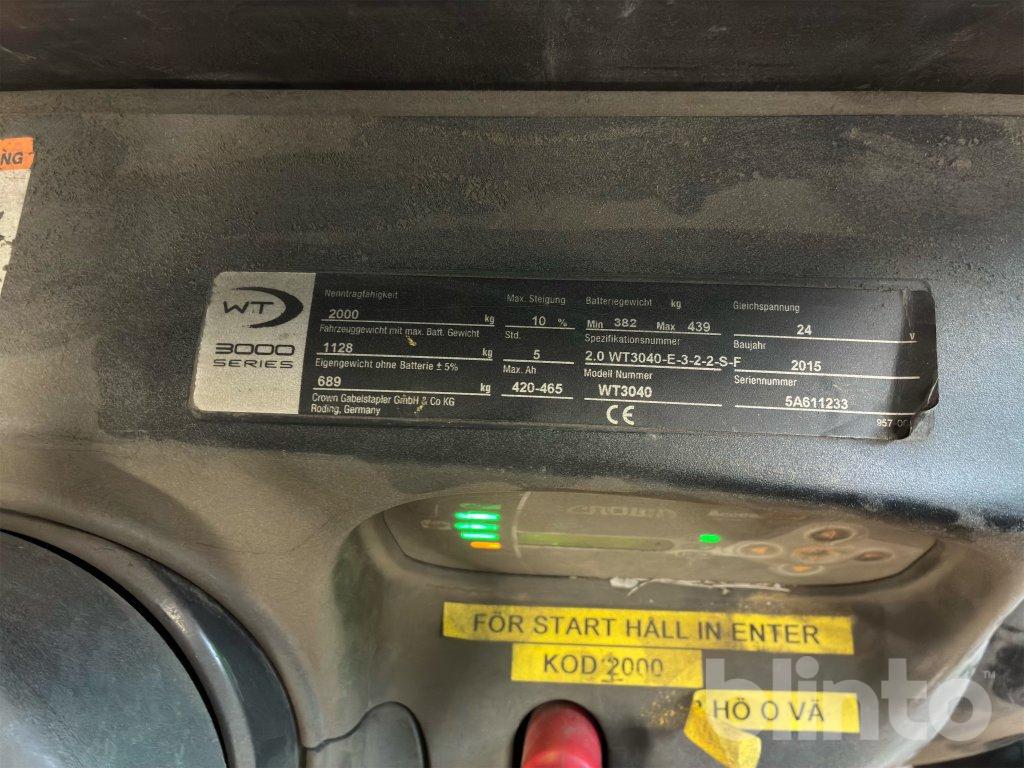 NG
WT
3000
SERIES
Nenntragfähigkeit
2000 kg
Fahrzeuggewicht mit max. Batt. Gewicht
1128 kg
Eigengewicht ohne Batterie ± 5%
689 kg
Crown Gabelstapler GmbH & Co KG
Roding, Germany
Max. Steigung
10 %
Std.
5
Max. Ah
420-465
Batteriegewicht kg
Min 382 Max 439
Spezifikationsnummer
2.0 WT3040-E-3-2-2-S-F
Modell Nummer
WT3040
CE
Gleichspannung
24 V
Baujahr
2015
Seriennummer
5A611233
CROWN
FÖR START HÅLL IN ENTER
KOD 2000
HÖ O VÄ
blinto™